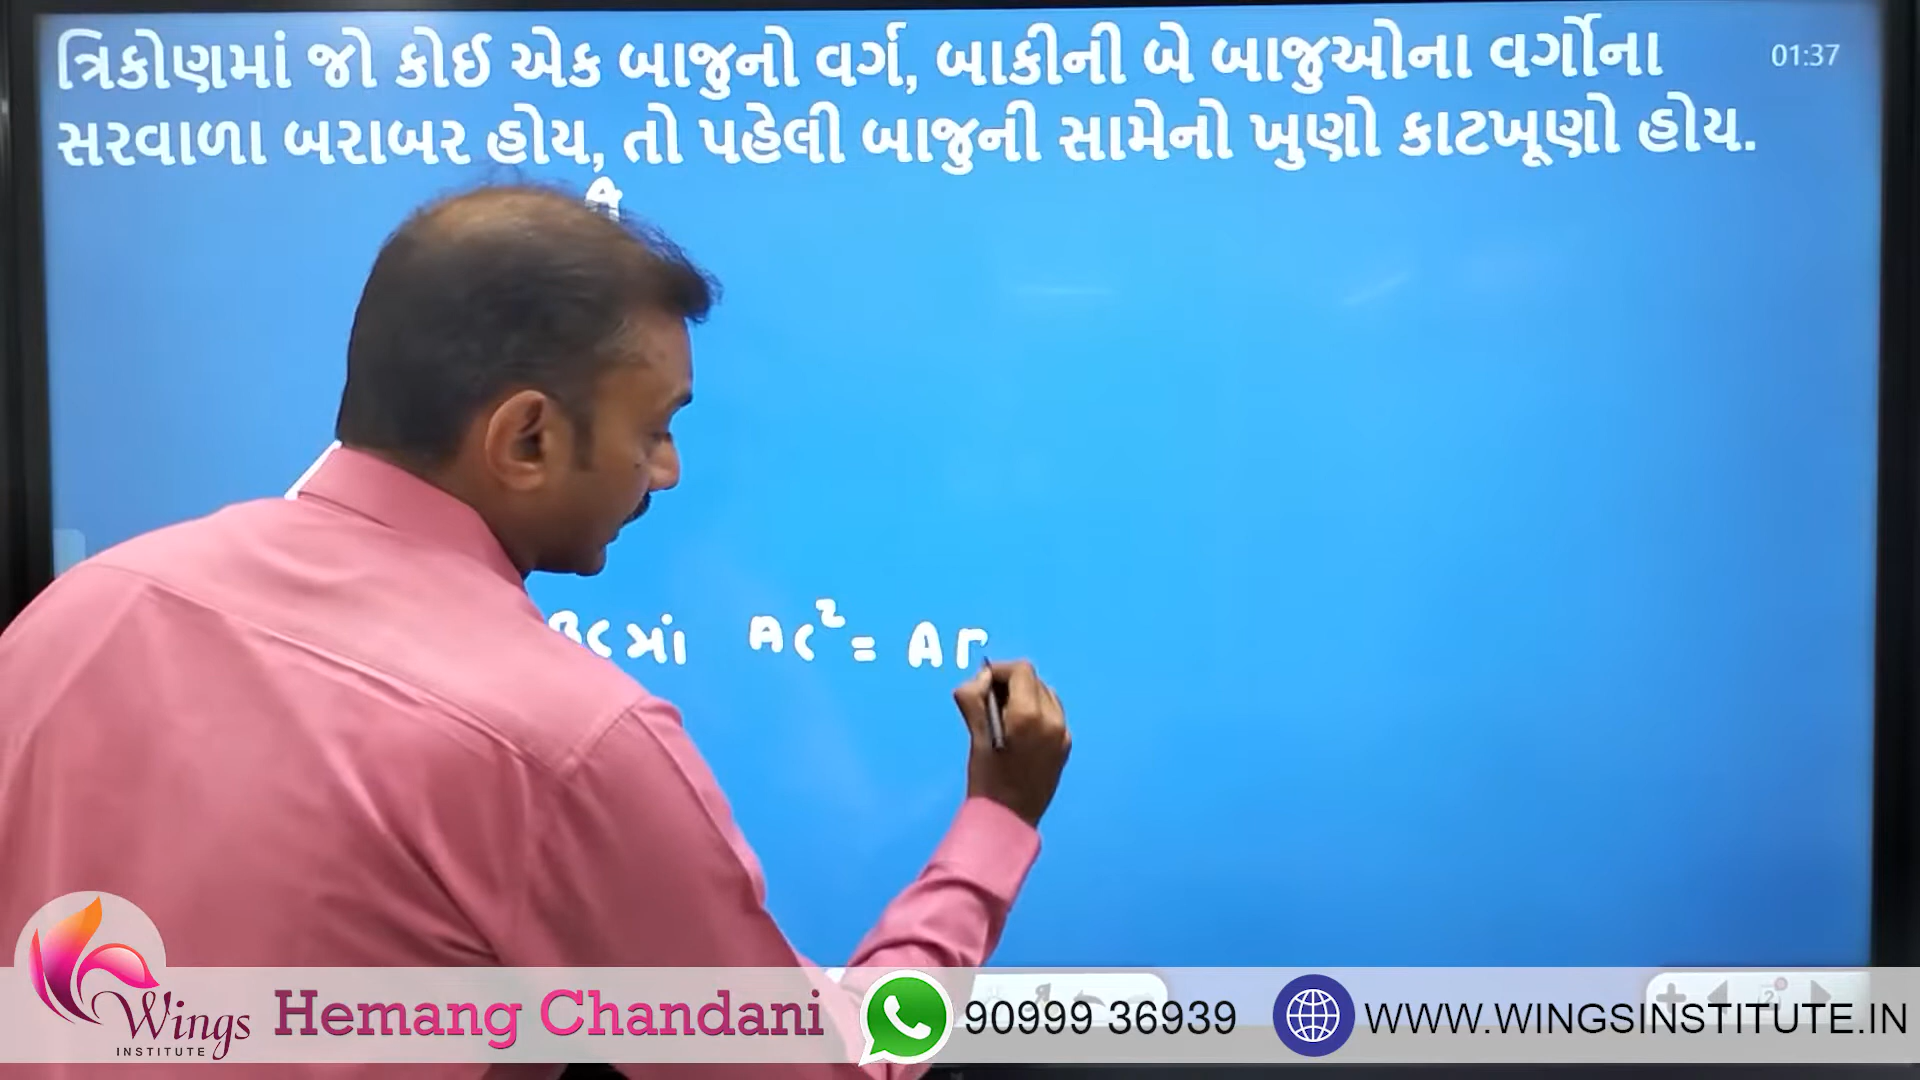 ત્રિકોણમાં જો કોઈ એક બાજુનો વર્ગ, બાકીની બે બાજુઓના વર્ગોના
01:37
સરવાળા બરાબર હોય, તો પહેલી બાજુની સામેનો ખુણો કાટખૂણો હોય.
A
BC માં AC² = A
Wings
INSTITUTE
Hemang Chandani
90999 36939
WWW.WINGSINSTITUTE.IN